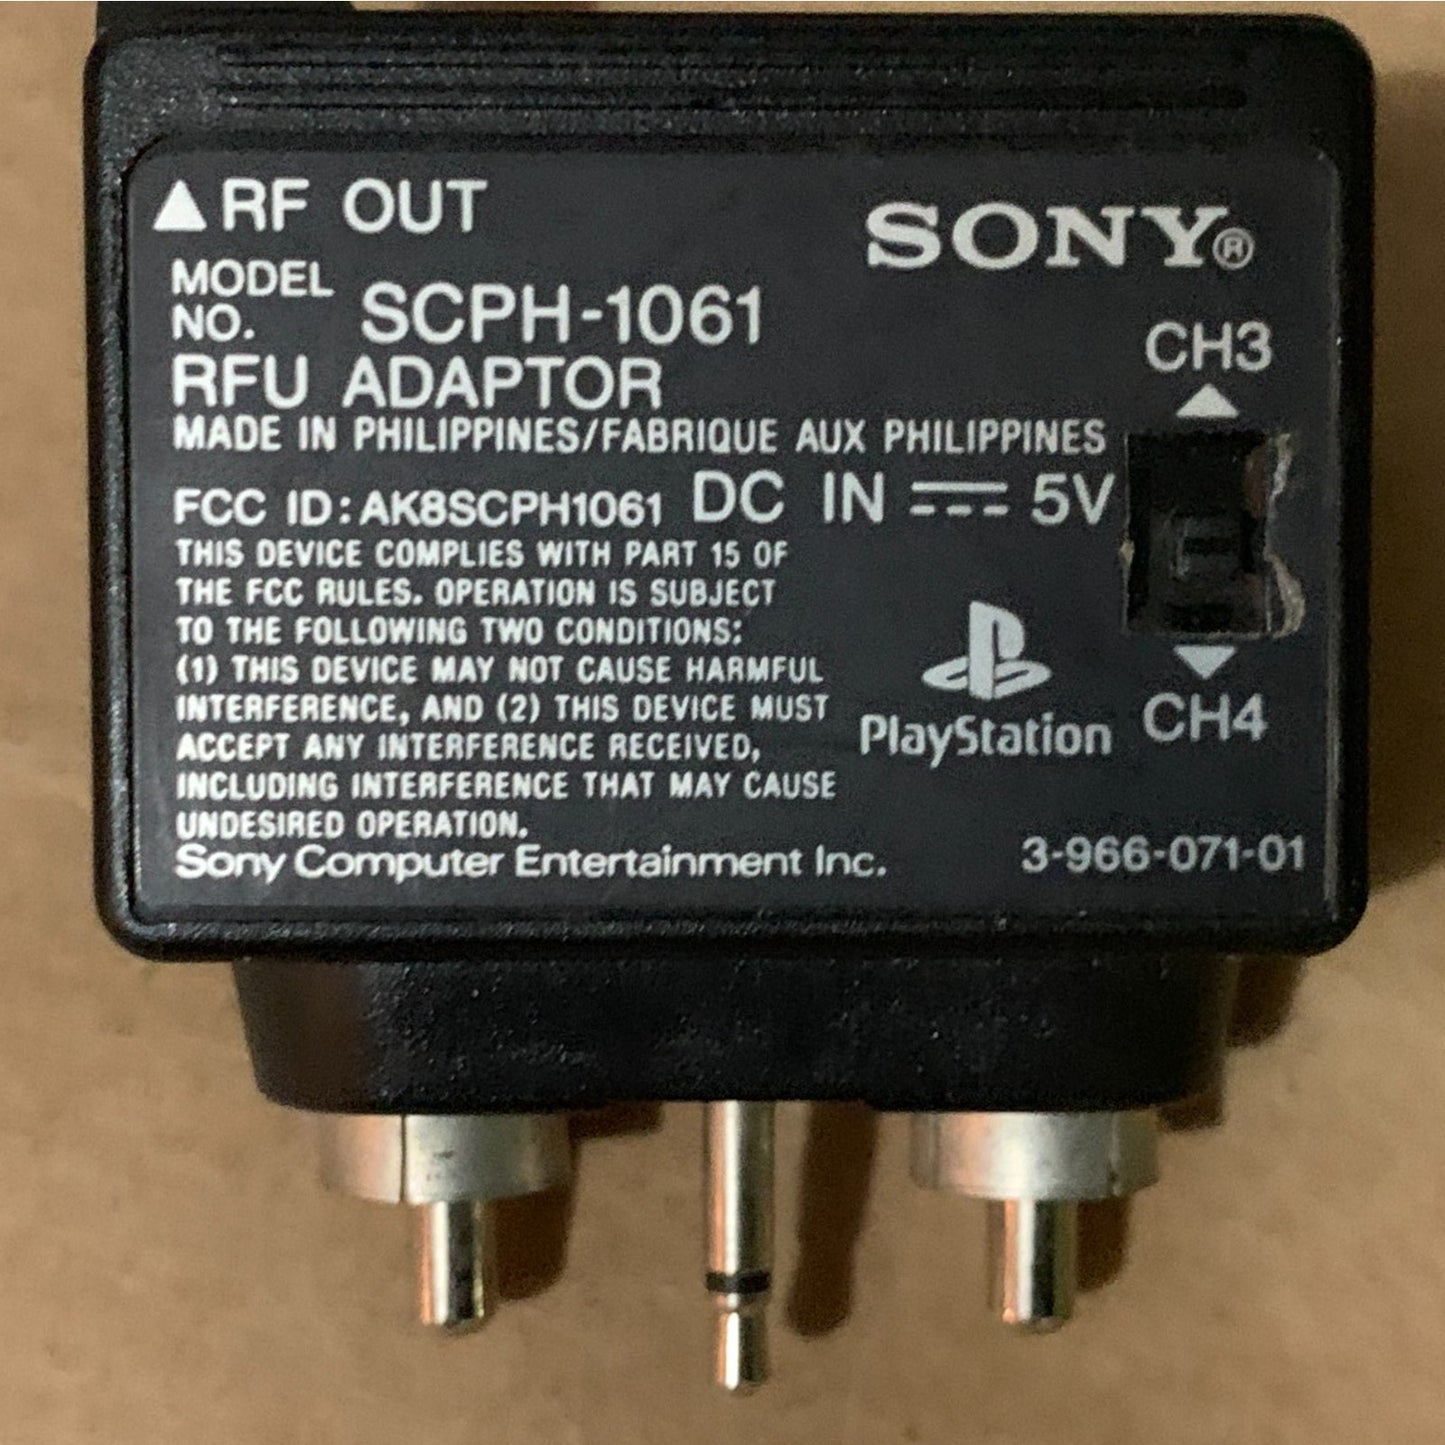 ▲RF OUT
SONY®
MODEL
NO. SCPH-1061
CH3
RFU ADAPTOR
MADE IN PHILIPPINES/FABRIQUE AUX PHILIPPINES
FCC ID: AK8SCPH1061 DC IN ⎓ 5V
THIS DEVICE COMPLIES WITH PART 15 OF
THE FCC RULES. OPERATION IS SUBJECT
TO THE FOLLOWING TWO CONDITIONS:
(1) THIS DEVICE MAY NOT CAUSE HARMFUL
INTERFERENCE, AND (2) THIS DEVICE MUST
ACCEPT ANY INTERFERENCE RECEIVED,
INCLUDING INTERFERENCE THAT MAY CAUSE
UNDESIRED OPERATION.
PlayStation
CH4
Sony Computer Entertainment Inc.
3-966-071-01